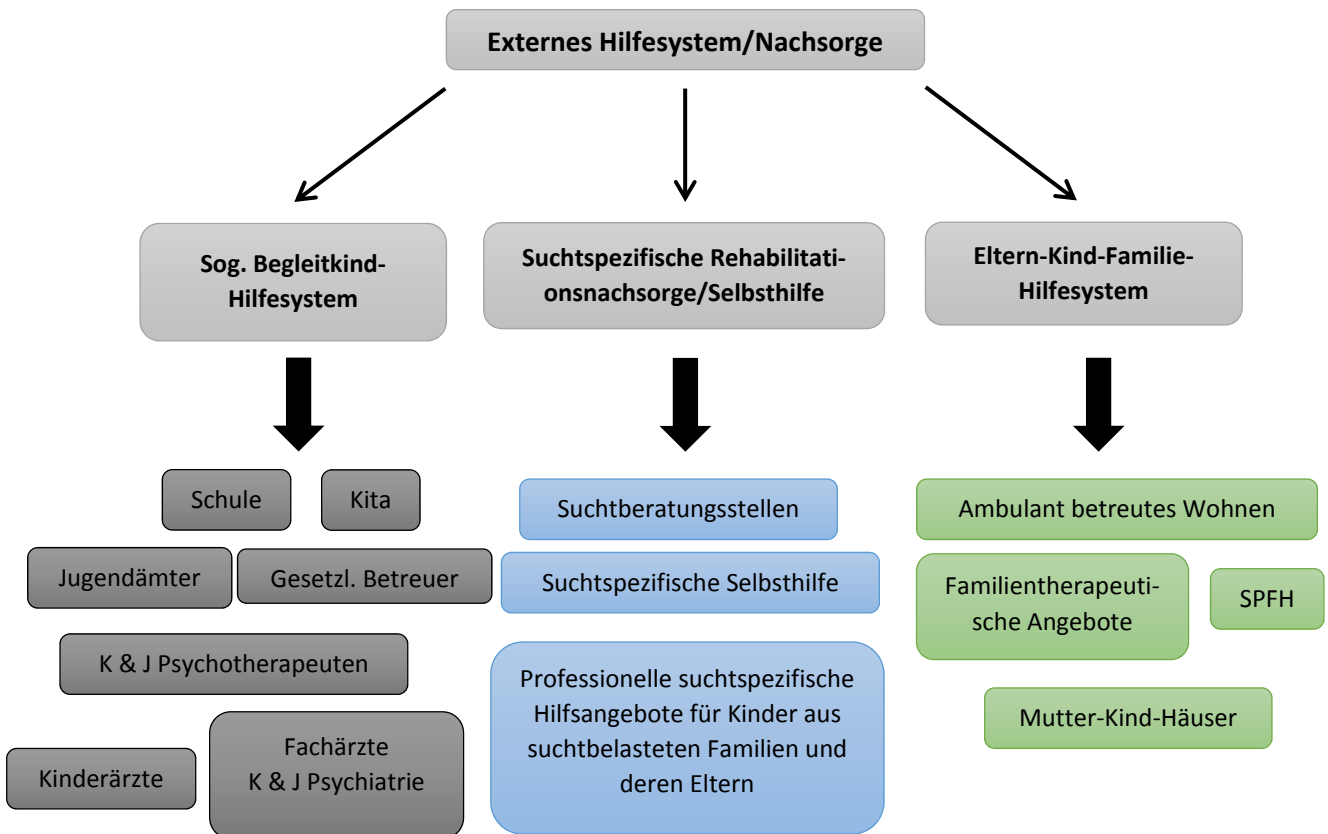 Externes Hilfesystem/Nachsorge
Sog. Begleitkind-
Hilfesystem
Suchtspezifische Rehabilitati-
onsnachsorge/Selbsthilfe
Eltern-Kind-Familie-
Hilfesystem
Schule
Kita
Jugendämter
Gesetzl. Betreuer
K & J Psychotherapeuten
Kinderärzte
Fachärzte
K & J Psychiatrie
Suchtberatungsstellen
Suchtspezifische Selbsthilfe
Professionelle suchtspezifische
Hilfsangebote für Kinder aus
suchtbelasteten Familien und
deren Eltern
Ambulant betreutes Wohnen
Familientherapeuti-
sche Angebote
SPFH
Mutter-Kind-Häuser